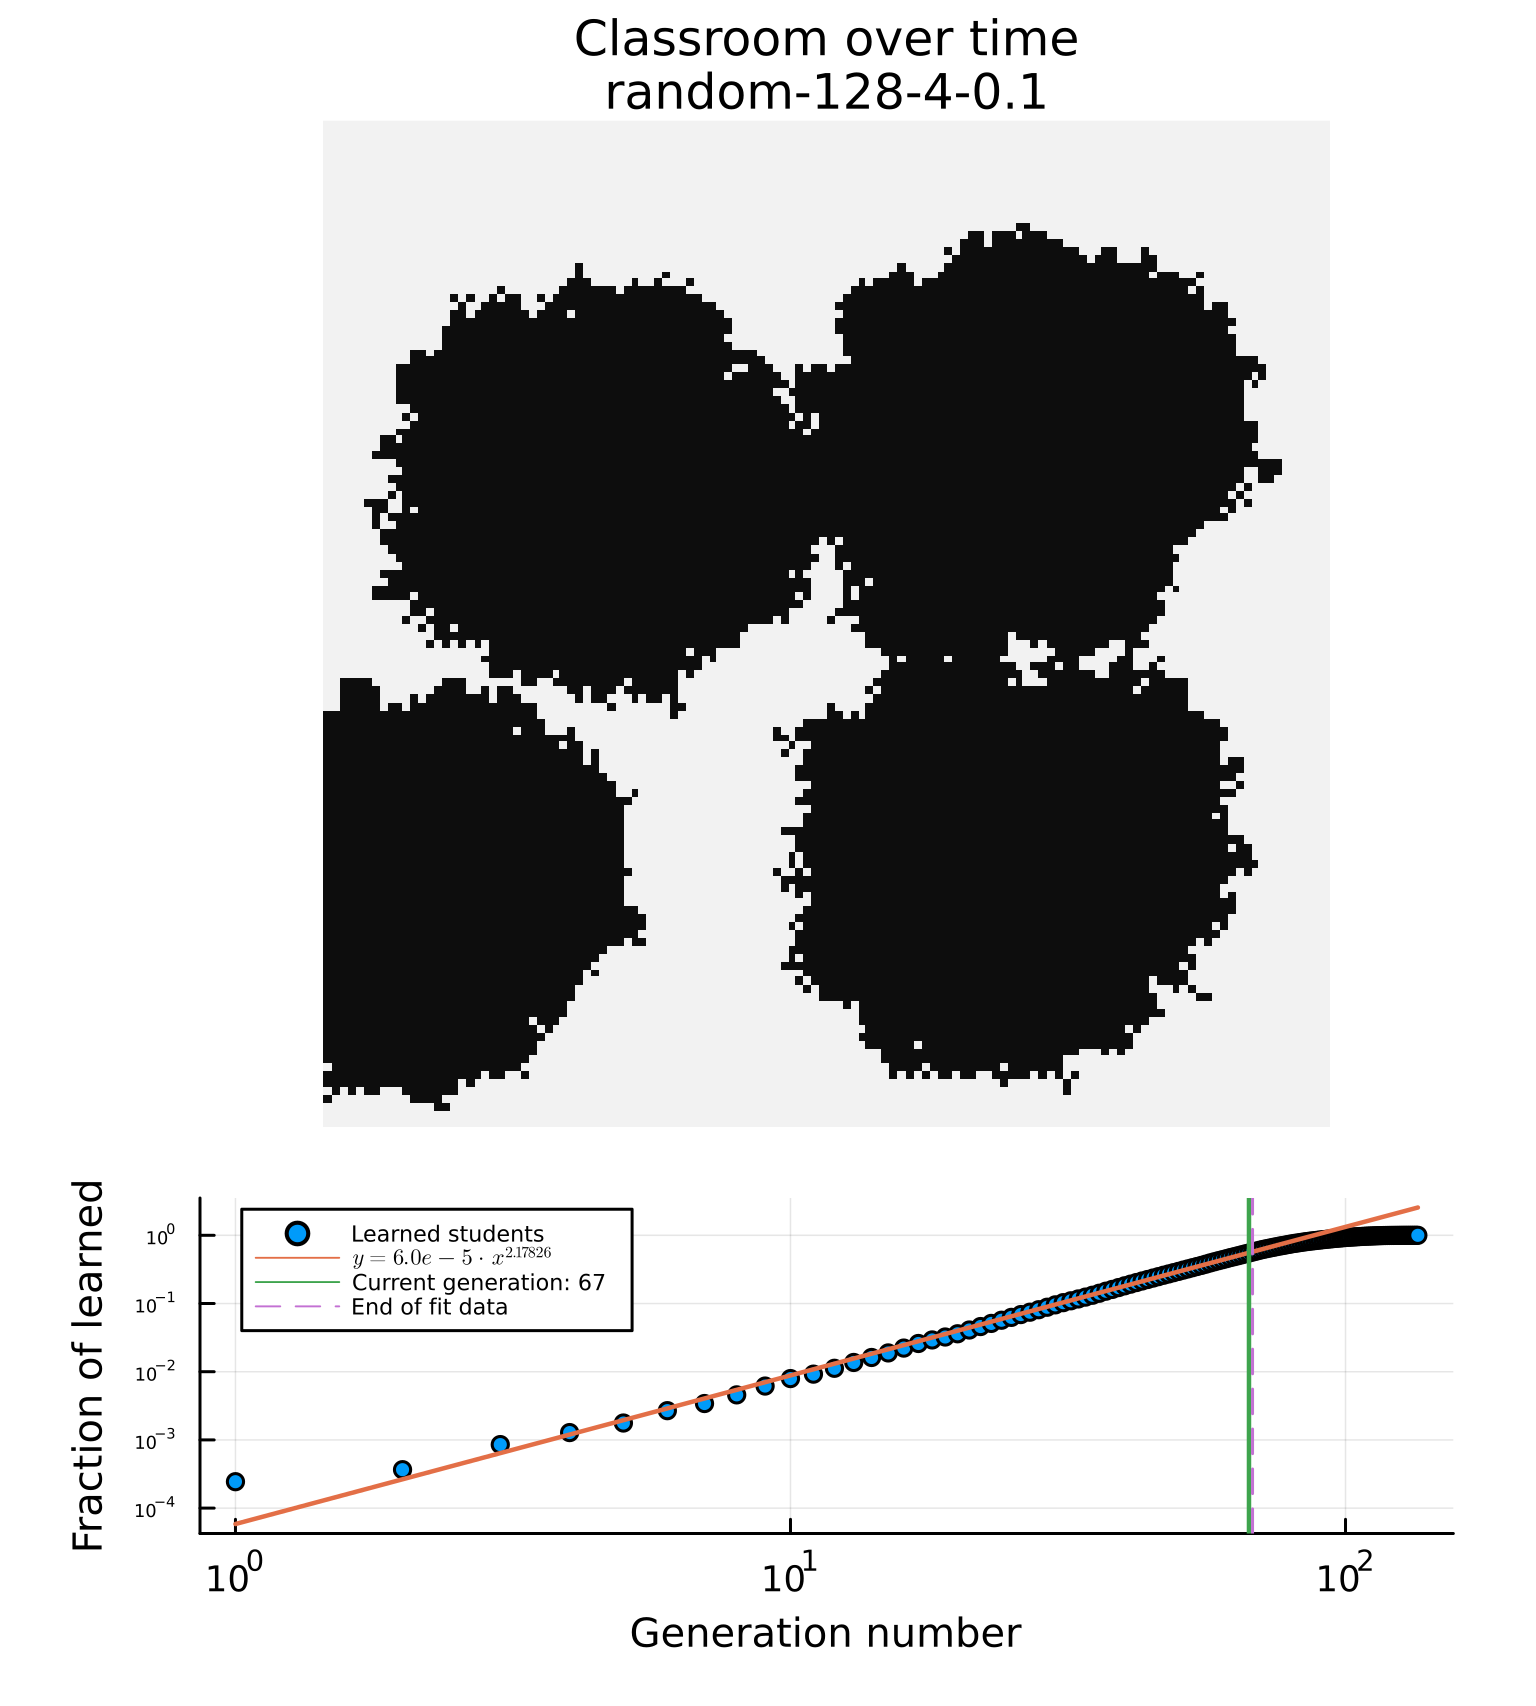 Classroom over time
random-128-4-0.1
Fraction of learned
10^0
10^-1
10^-2
10^-3
10^-4
Learned students
y = 6.0e − 5 · x^2.17826
Current generation: 67
End of fit data
10^0 10^1 10^2
Generation number